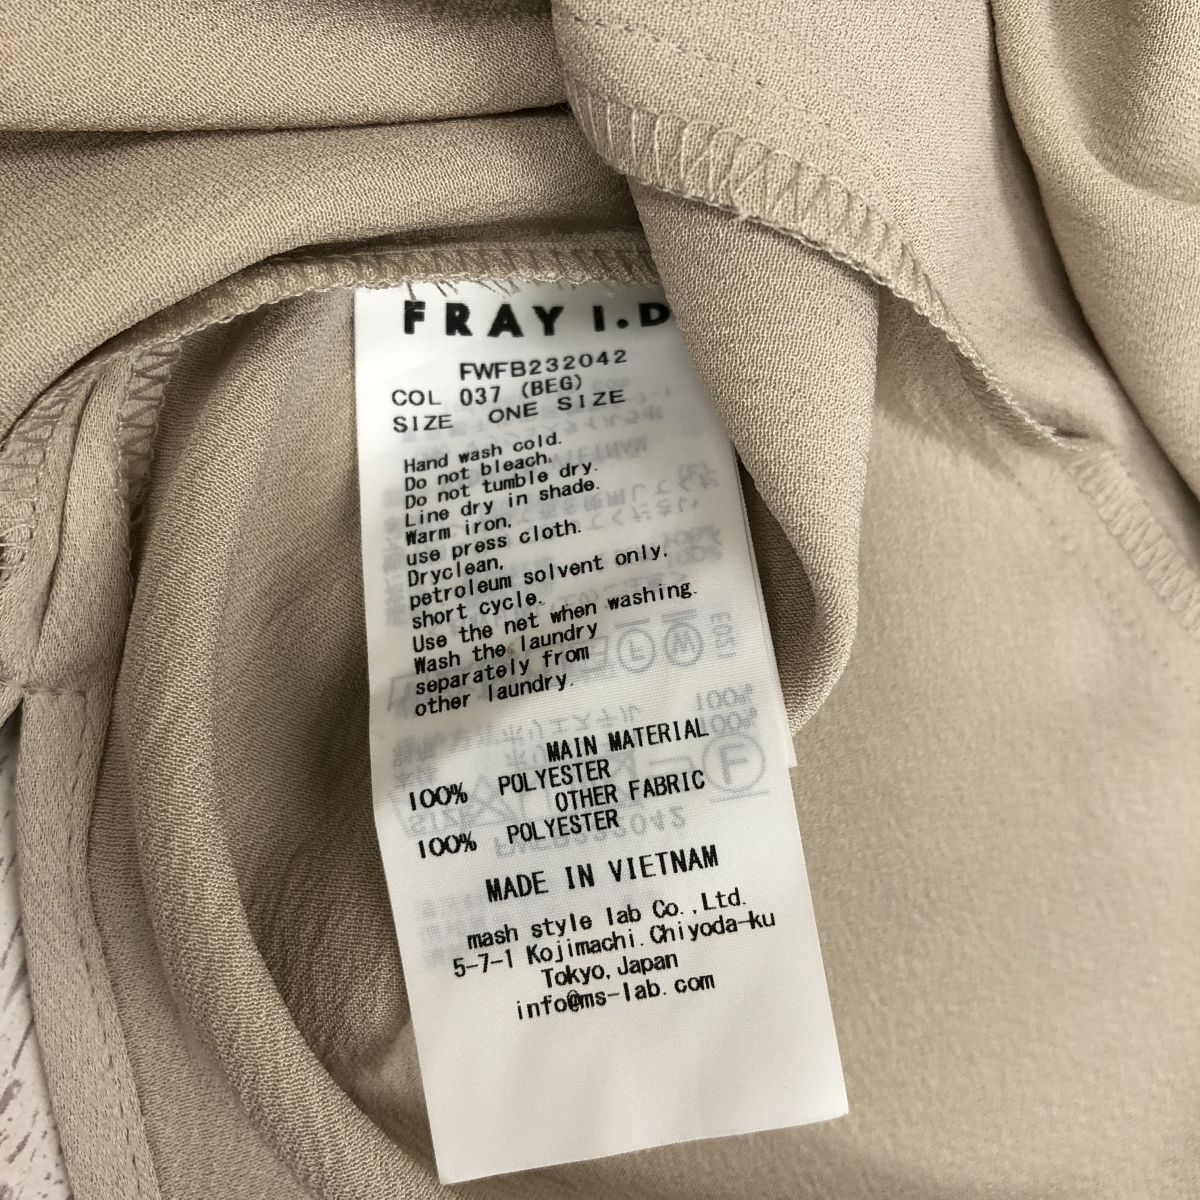 FRAY I.D
FWFB232042
COL 037 (BEG)
SIZE ONE SIZE
Hand wash cold.
Do not bleach.
Do not tumble dry.
Line dry in shade.
Warm iron,
use press cloth.
Dryclean,
petroleum solvent only,
short cycle.
Use the net when washing.
Wash the laundry
separately from
other laundry.
MAIN MATERIAL
100% POLYESTER
OTHER FABRIC
100% POLYESTER
MADE IN VIETNAM
mash style lab Co.,Ltd.
5-7-1 Kojimachi.Chiyoda-ku
Tokyo,Japan
info@ms-lab.com